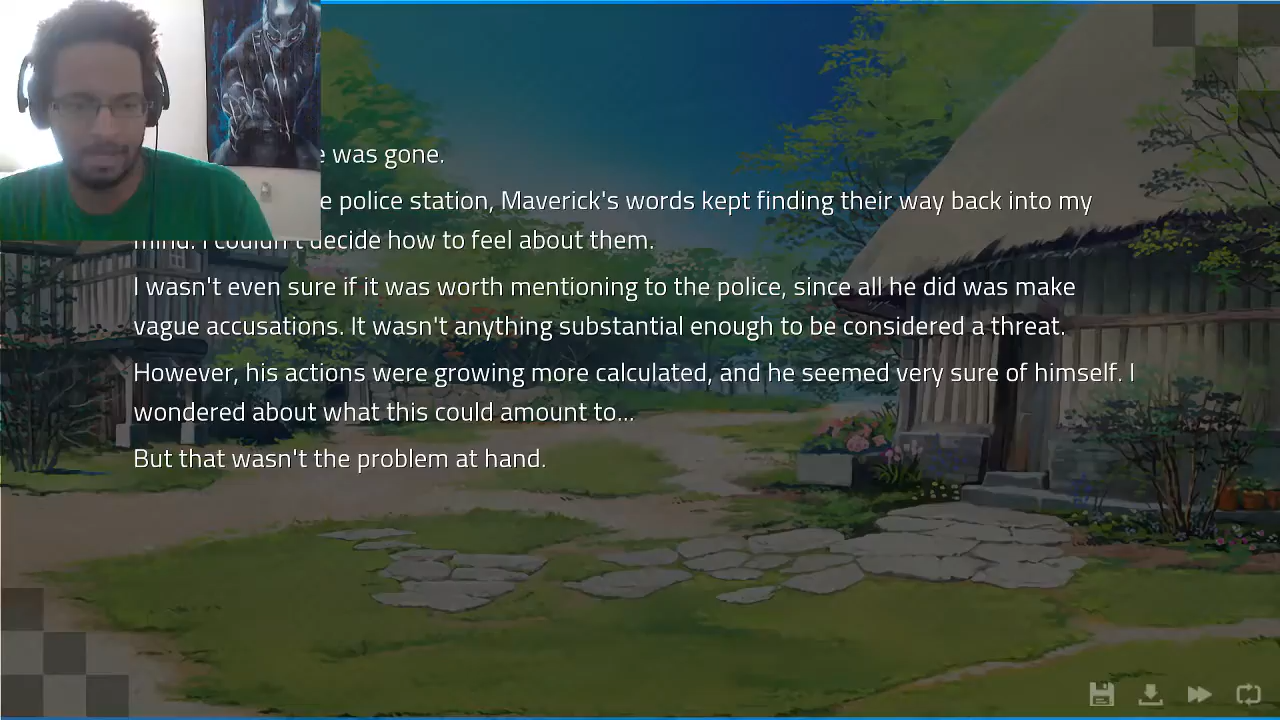 was gone.
police station, Maverick's words kept finding their way back into my
mind. I couldn't decide how to feel about them.
I wasn't even sure if it was worth mentioning to the police, since all he did was make
vague accusations. It wasn't anything substantial enough to be considered a threat.
However, his actions were growing more calculated, and he seemed very sure of himself. I
wondered about what this could amount to...
But that wasn't the problem at hand.